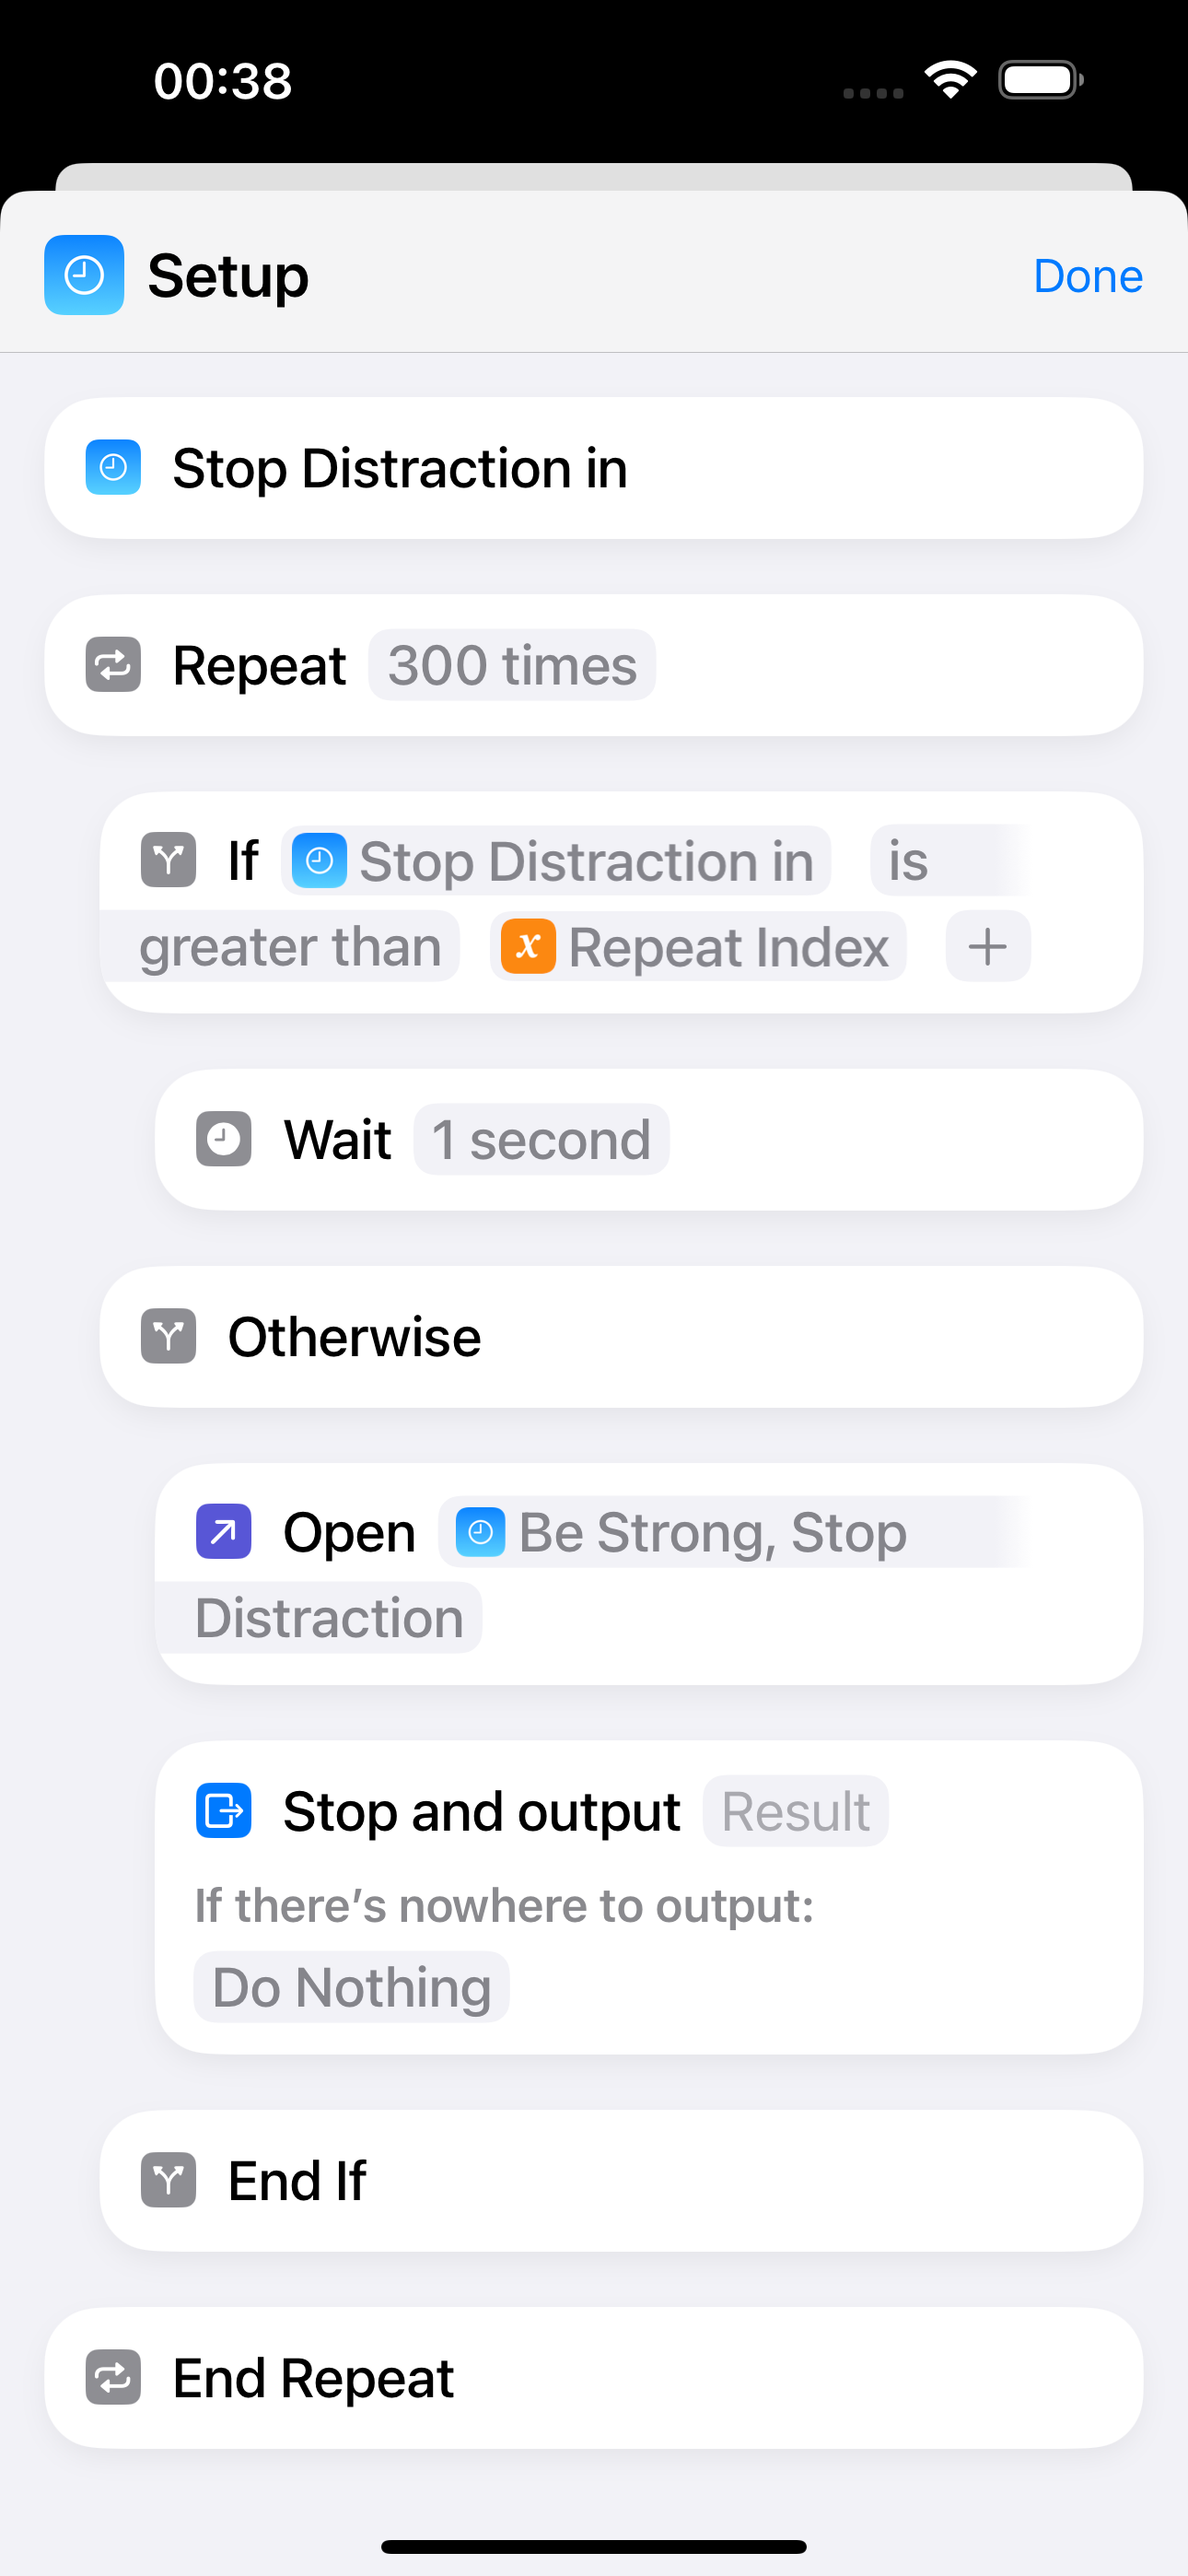 00:38
Setup
Done
Stop Distraction in
Repeat 300 times
If Stop Distraction in is
greater than x Repeat Index +
Wait 1 second
Otherwise
Open Be Strong, Stop
Distraction
Stop and output Result
If there’s nowhere to output:
Do Nothing
End If
End Repeat